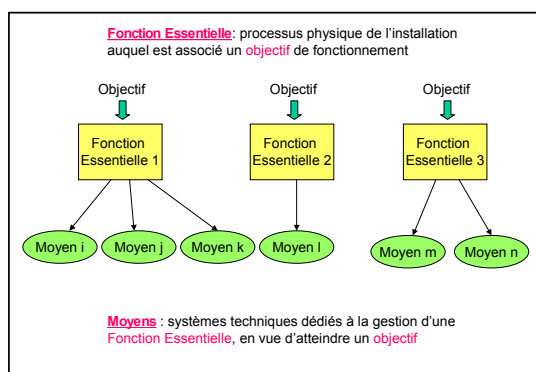 Fonction Essentielle: processus physique de l'installation
auquel est associé un objectif de fonctionnement
Objectif
Objectif
Objectif
Fonction
Essentielle 1
Fonction
Essentielle 2
Fonction
Essentielle 3
Moyen i
Moyen j
Moyen k
Moyen l
Moyen m
Moyen n
Moyens : systèmes techniques dédiés à la gestion d'une
Fonction Essentielle, en vue d'atteindre un objectif